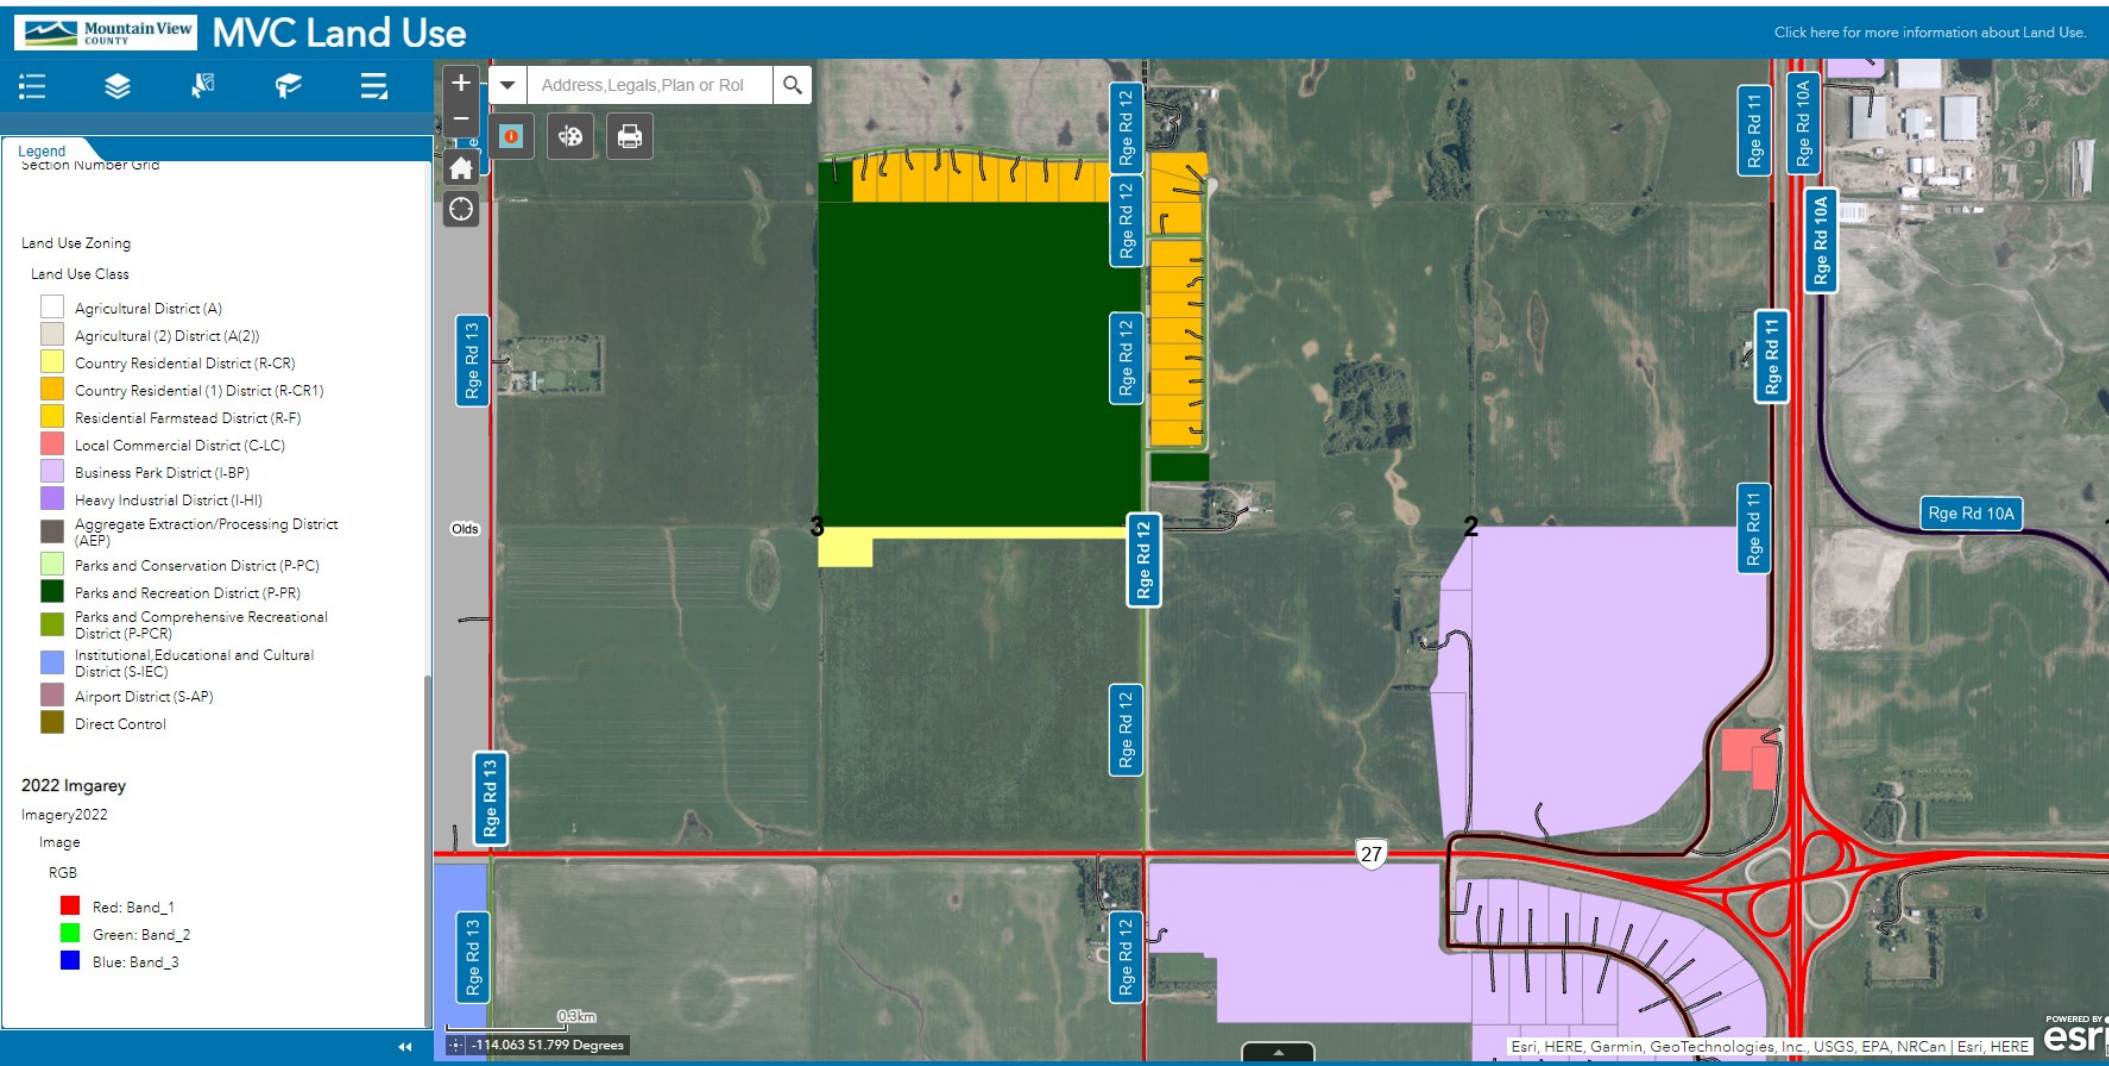 Mountain View
COUNTY
MVC Land Use
Click here for more information about Land Use.
Address,Legals,Plan or Rol
Legend
Section Number Grid
Land Use Zoning
Land Use Class
Agricultural District (A)
Agricultural (2) District (A(2))
Country Residential District (R-CR)
Country Residential (1) District (R-CR1)
Residential Farmstead District (R-F)
Local Commercial District (C-LC)
Business Park District (I-BP)
Heavy Industrial District (I-HI)
Aggregate Extraction/Processing District
(AEP)
Parks and Conservation District (P-PC)
Parks and Recreation District (P-PR)
Parks and Comprehensive Recreational
District (P-PCR)
Institutional,Educational and Cultural
District (S-IEC)
Airport District (S-AP)
Direct Control
2022 Imgarey
Imagery2022
Image
RGB
Red: Band_1
Green: Band_2
Blue: Band_3
Rge Rd 12
Rge Rd 11
Rge Rd 10A
Rge Rd 12
Rge Rd 10A
Rge Rd 13
Rge Rd 12
Rge Rd 11
Olds
3
2
Rge Rd 12
Rge Rd 11
Rge Rd 10A
Rge Rd 12
Rge Rd 13
27
Rge Rd 13
Rge Rd 12
0.3km
-114.063 51.799 Degrees
Esri, HERE, Garmin, GeoTechnologies, Inc., USGS, EPA, NRCan | Esri, HERE
POWERED BY
esri